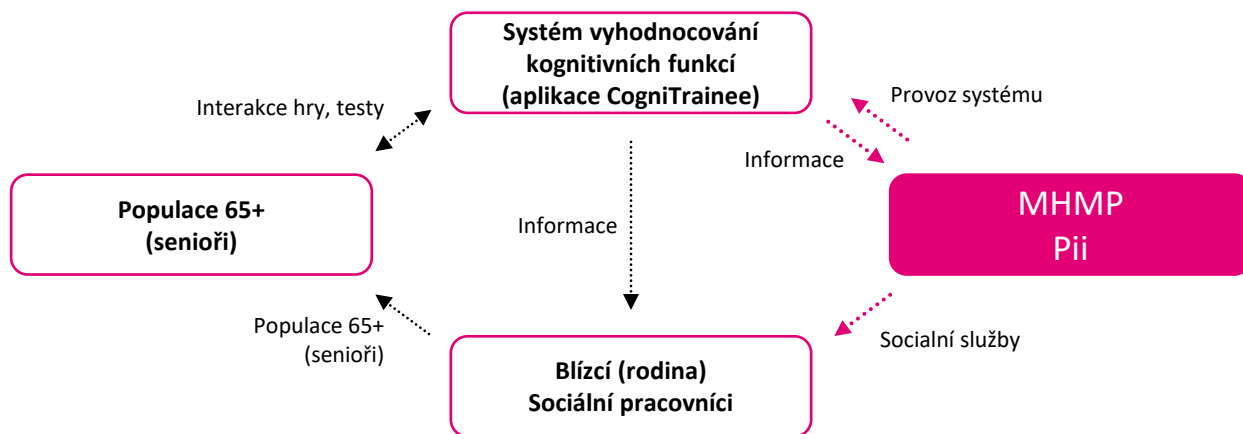 Systém vyhodnocování
kognitivních funkcí
(aplikace CogniTrainee)
Interakce hry, testy
Provoz systému
Informace
Populace 65+
(senioři)
MHMP
Pii
Informace
Populace 65+
(senioři)
Socialní služby
Blízcí (rodina)
Sociální pracovníci